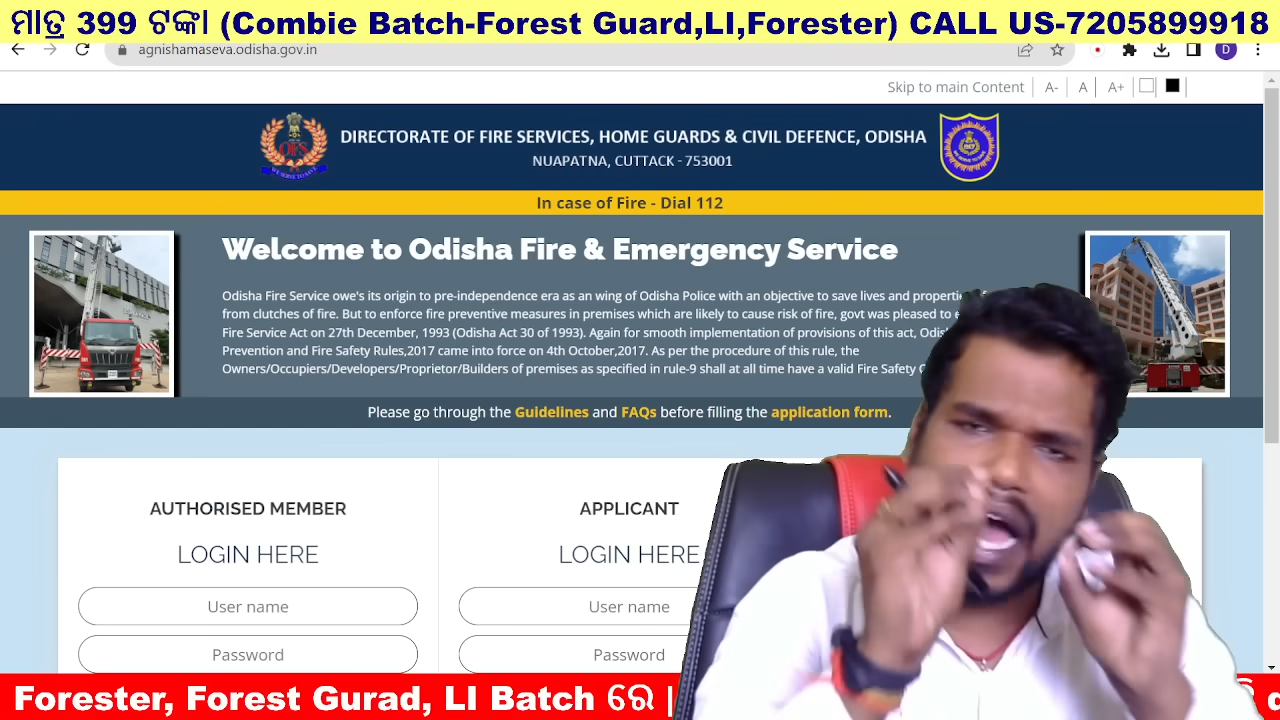 ମାତ୍ର 399 ଟଙ୍କା (Combie Batch-Forest Guard,LI,Forester) CALL US-7205899918
agnishamaseva.odisha.gov.in
D
Skip to main Content A- A A+
DIRECTORATE OF FIRE SERVICES, HOME GUARDS & CIVIL DEFENCE, ODISHA
NUAPATNA, CUTTACK - 753001
In case of Fire - Dial 112
Welcome to Odisha Fire & Emergency Service
Odisha Fire Service owe's its origin to pre-independence era as an wing of Odisha Police with an objective to save lives and
from clutches of fire. But to enforce fire preventive measures in premises which are likely to cause risk of fire, govt was pleased to
Fire Service Act on 27th December, 1993 (Odisha Act 30 of 1993). Again for smooth implementation of provisions of this act,
Prevention and Fire Safety Rules,2017 came into force on 4th October,2017. As per the procedure of this rule, the
Owners/Occupiers/Developers/Proprietor/Builders of premises as specified in rule-9 shall at all time have a valid Fire Safety
Please go through the Guidelines and FAQs before filling the application form.
AUTHORISED MEMBER
LOGIN HERE
User name
Password
APPLICANT
LOGIN HERE
User name
Password
Forester, Forest Gurad, LI Batch ରେ |